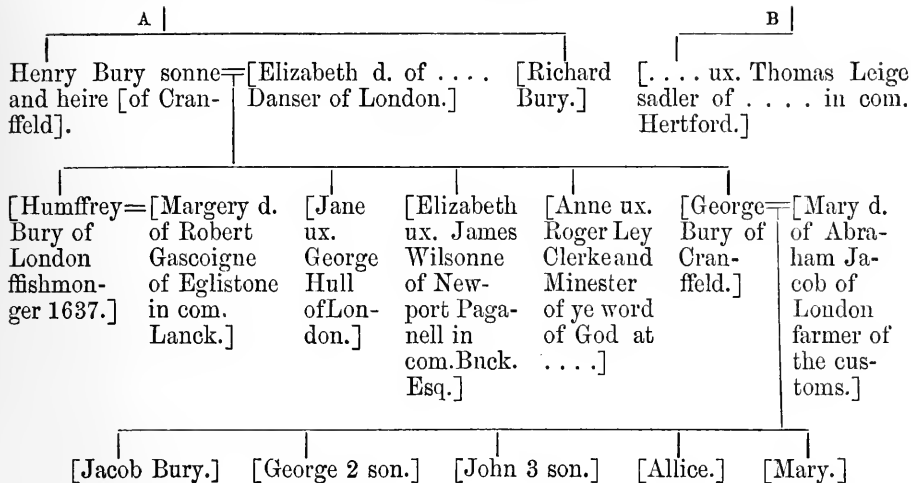 A B
Henry Bury sonne
and heire [of Cran-
ffeld].
[Elizabeth d. of . . . .
Danser of London.]
[Richard
Bury.]
[. . . . ux. Thomas Leige
sadler of . . . . in com.
Hertford.]
[Humffrey
Bury of
London
ffishmon-
ger 1637.]
[Margery d.
of Robert
Gascoigne
of Eglistone
in com.
Lanck.]
[Jane
ux.
George
Hull
of Lon-
don.]
[Elizabeth
ux. James
Wilsonne
of New-
port Paga-
nell in
com. Buck.
Esq.]
[Anne ux.
Roger Ley
Clerke and
Minester
of ye word
of God at
. . . .]
[George
Bury of
Cran-
ffeld.]
[Mary d.
of Abra-
ham Ja-
cob of
London
farmer of
the cus-
toms.]
[Jacob Bury.] [George 2 son.] [John 3 son.] [Allice.] [Mary.]